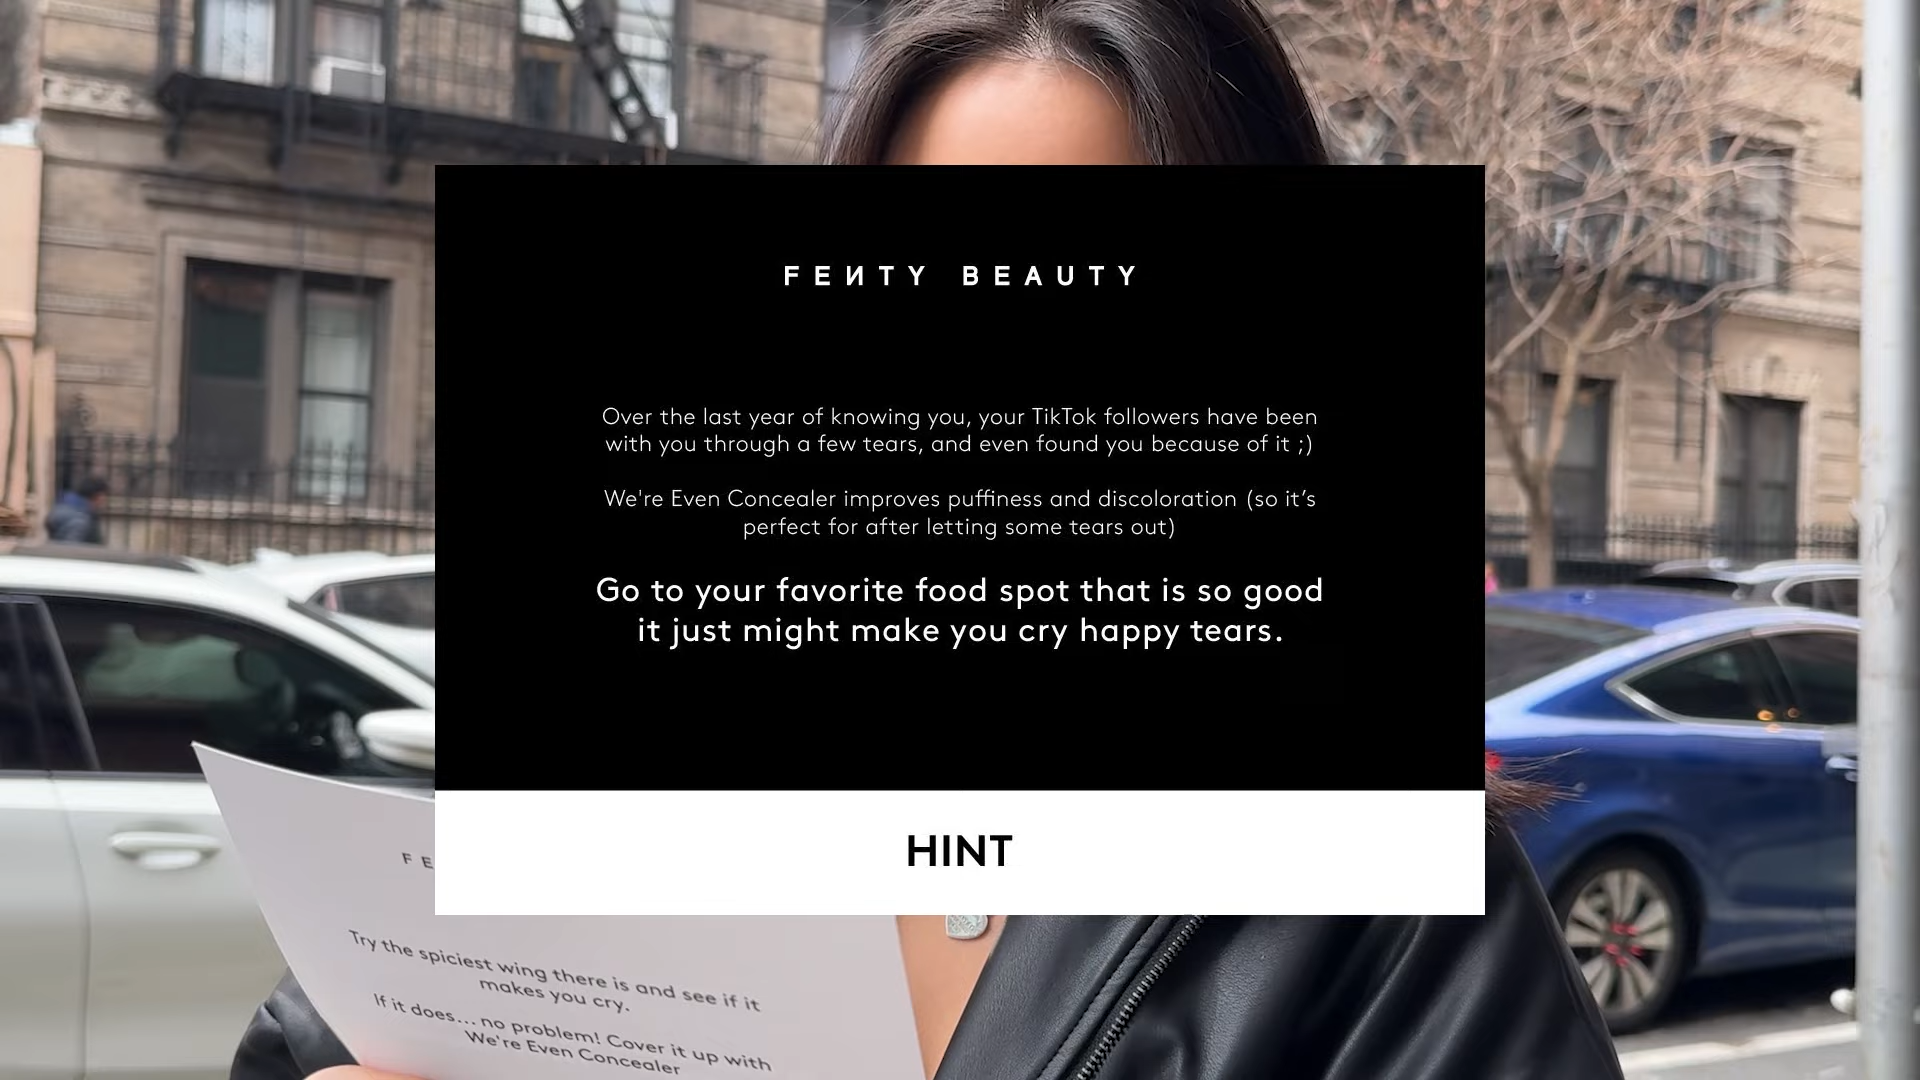 FENTY BEAUTY
Over the last year of knowing you, your TikTok followers have been
with you through a few tears, and even found you because of it ;)
We're Even Concealer improves puffiness and discoloration (so it’s
perfect for after letting some tears out)
Go to your favorite food spot that is so good
it just might make you cry happy tears.
HINT
FE
Try the spiciest wing there is and see if it
makes you cry.
If it does... no problem! Cover it up with
We're Even Concealer